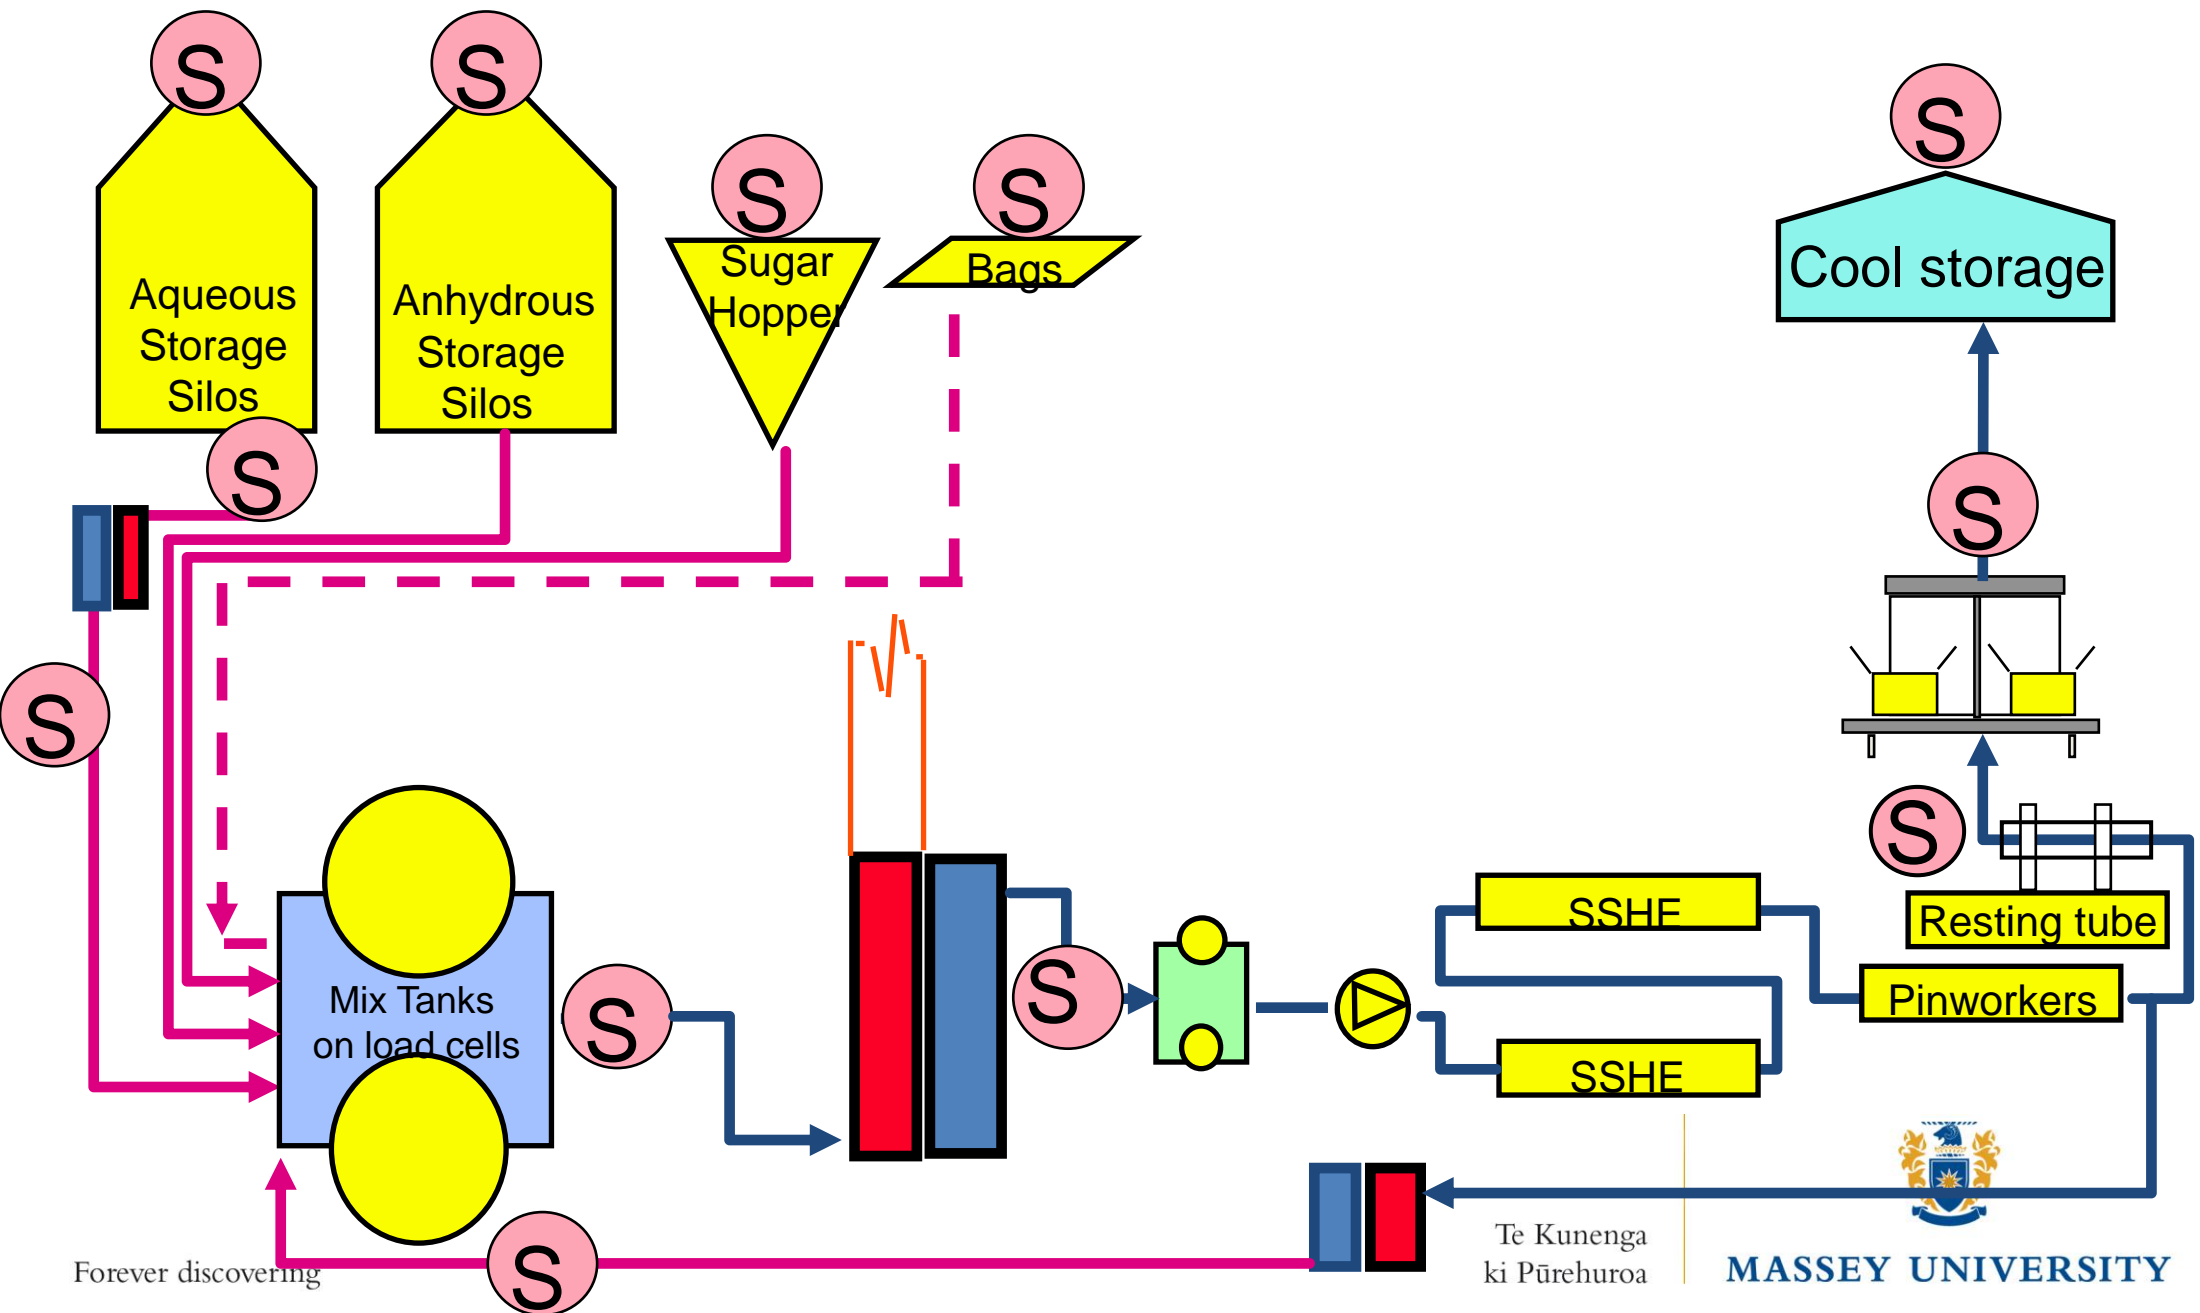 S
S
S
S
S
Aqueous
Storage
Silos
Anhydrous
Storage
Silos
Sugar
Hopper
Bags
Cool storage
S
S
S
S
Mix Tanks
on load cells
S
S
SSHE
SSHE
Resting tube
Pinworkers
S
Forever discovering
Te Kunenga
ki Pūrehuroa
MASSEY UNIVERSITY